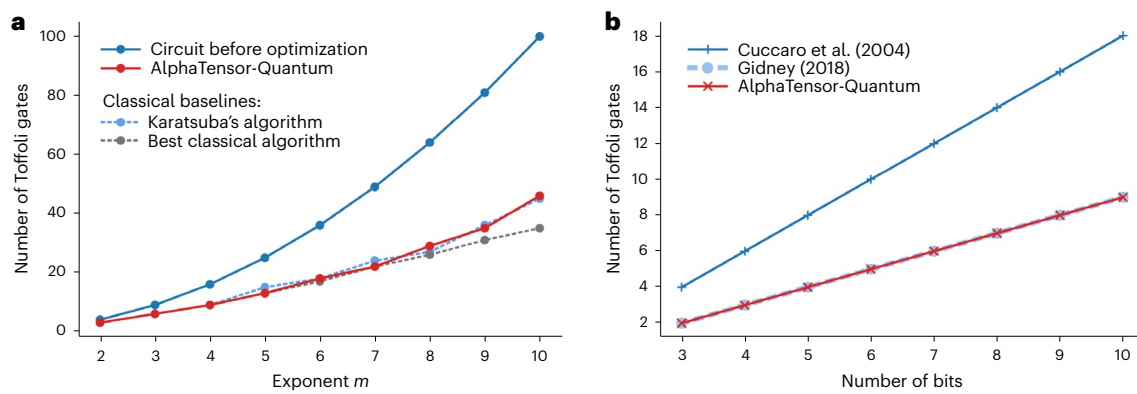 a
Number of Toffoli gates
100
80
60
40
20
0
Circuit before optimization
AlphaTensor-Quantum
Classical baselines:
Karatsuba's algorithm
Best classical algorithm
2 3 4 5 6 7 8 9 10
Exponent m
b
Number of Toffoli gates
18
16
14
12
10
8
6
4
2
Cuccaro et al. (2004)
Gidney (2018)
AlphaTensor-Quantum
3 4 5 6 7 8 9 10
Number of bits